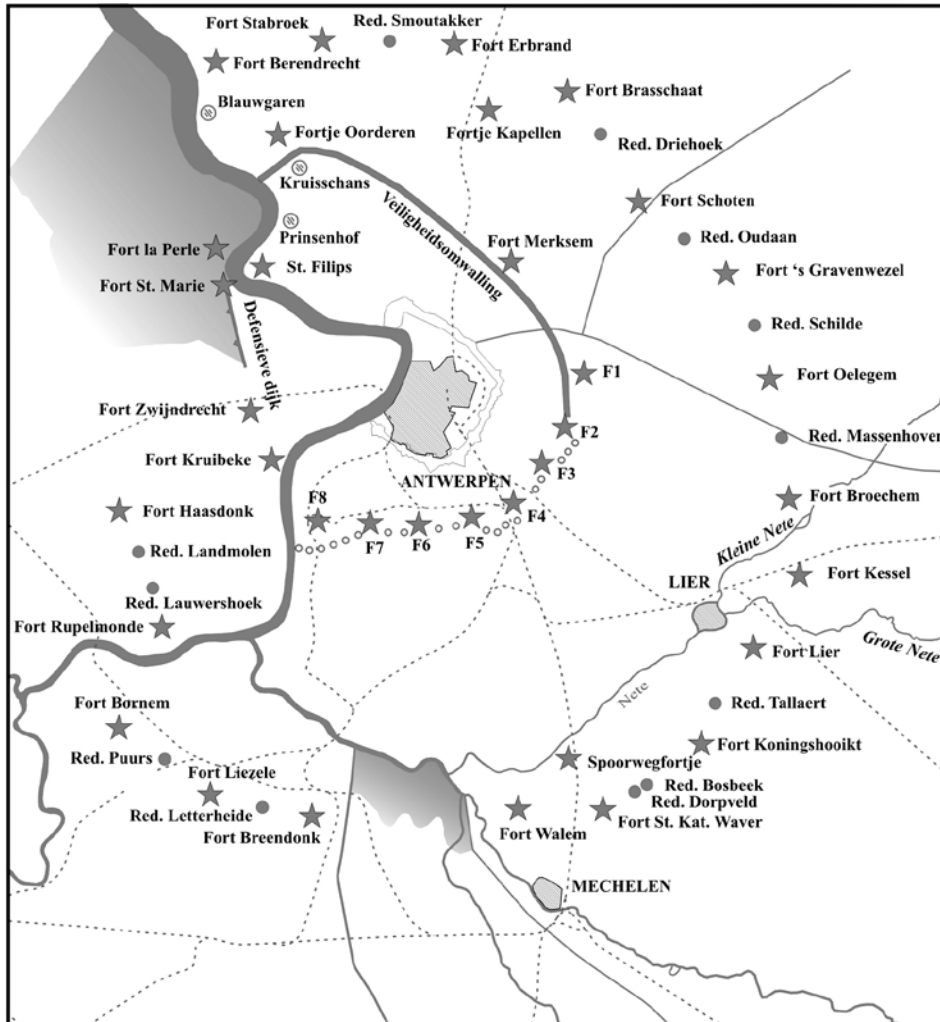 Fort Stabroek
Red. Smoutakker
Fort Erbrand
Fort Berendrecht
Fort Brasschaat
Blauwgaren
Fortje Oorderen
Fortje Kapellen
Red. Driehoek
Kruisschans
Veiligheidsomwalling
Fort Schoten
Prinsenhof
Fort Merksem
Red. Oudaan
Fort la Perle
St. Filips
Fort ‘s Gravenwezel
Fort St. Marie
Defensieve dijk
Red. Schilde
F1
Fort Oelegem
Fort Zwijndrecht
F2
Red. Massenhoven
Fort Kruibeke
F3
ANTWERPEN
Fort Broechem
F8
Fort Haasdonk
F4
F7
F6
F5
Kleine Nete
Red. Landmolen
LIER
Fort Kessel
Red. Lauwershoek
Fort Rupelmonde
Grote Nete
Fort Lier
Nete
Fort Bornem
Red. Tallaert
Fort Koningshooikt
Red. Puurs
Spoorwegfortje
Fort Liezele
Red. Bosbeek
Red. Dorpveld
Red. Letterheide
Fort St. Kat. Waver
Fort Breendonk
Fort Walem
MECHELEN